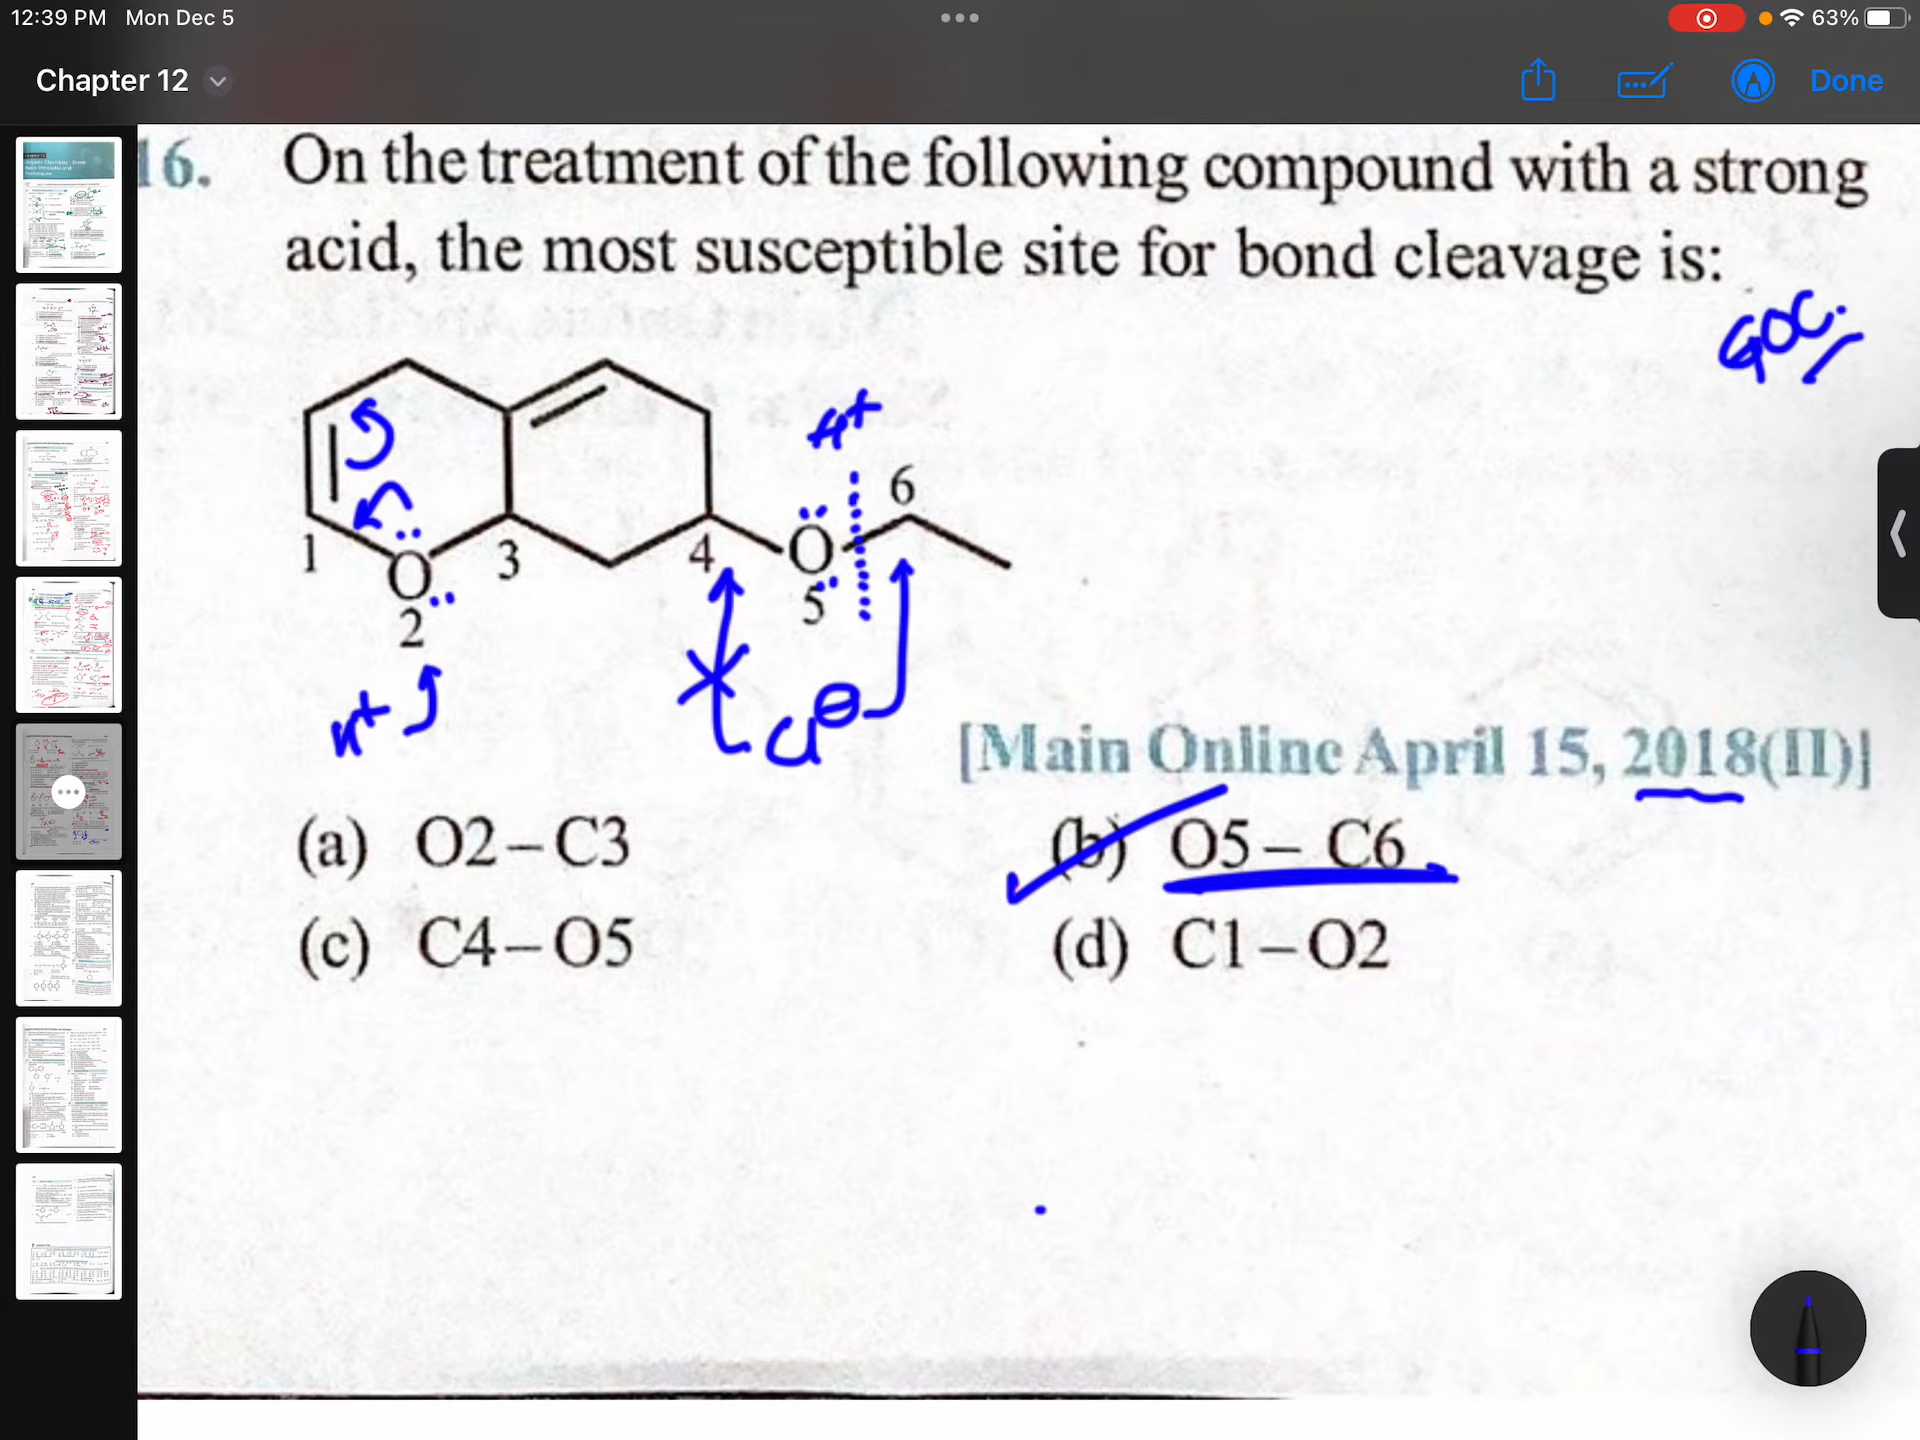 12:39 PM Mon Dec 5
63%
Chapter 12
Done
16. On the treatment of the following compound with a strong
acid, the most susceptible site for bond cleavage is:
GOC.
H+
6
1
O
3
4
O
5
2
H+
Cl⊖
[Main Online April 15, 2018(II)]
(a) O2–C3
(b) O5– C6
(c) C4–O5
(d) C1–O2